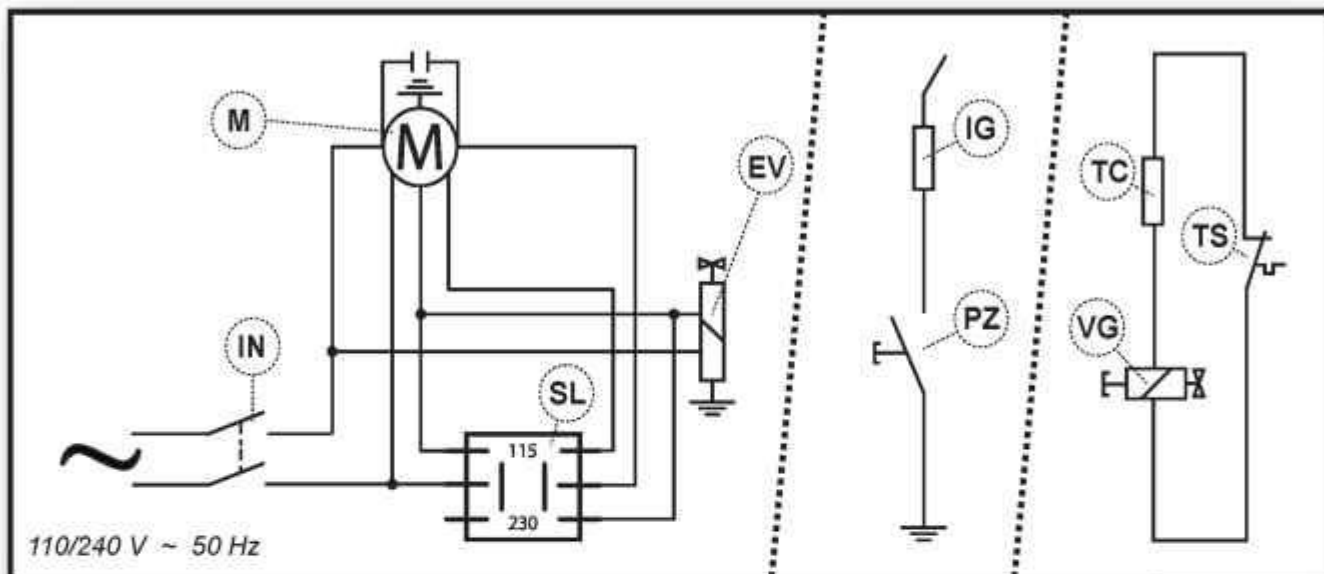 M
M
EV
IG
TC
TS
PZ
VG
IN
SL
115
230
110/240 V ~ 50 Hz